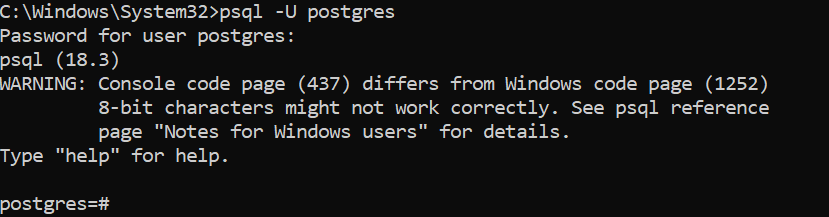 C:\Windows\System32>psql -U postgres
Password for user postgres:
psql (18.3)
WARNING: Console code page (437) differs from Windows code page (1252)
         8-bit characters might not work correctly. See psql reference
         page "Notes for Windows users" for details.
Type "help" for help.

postgres=#